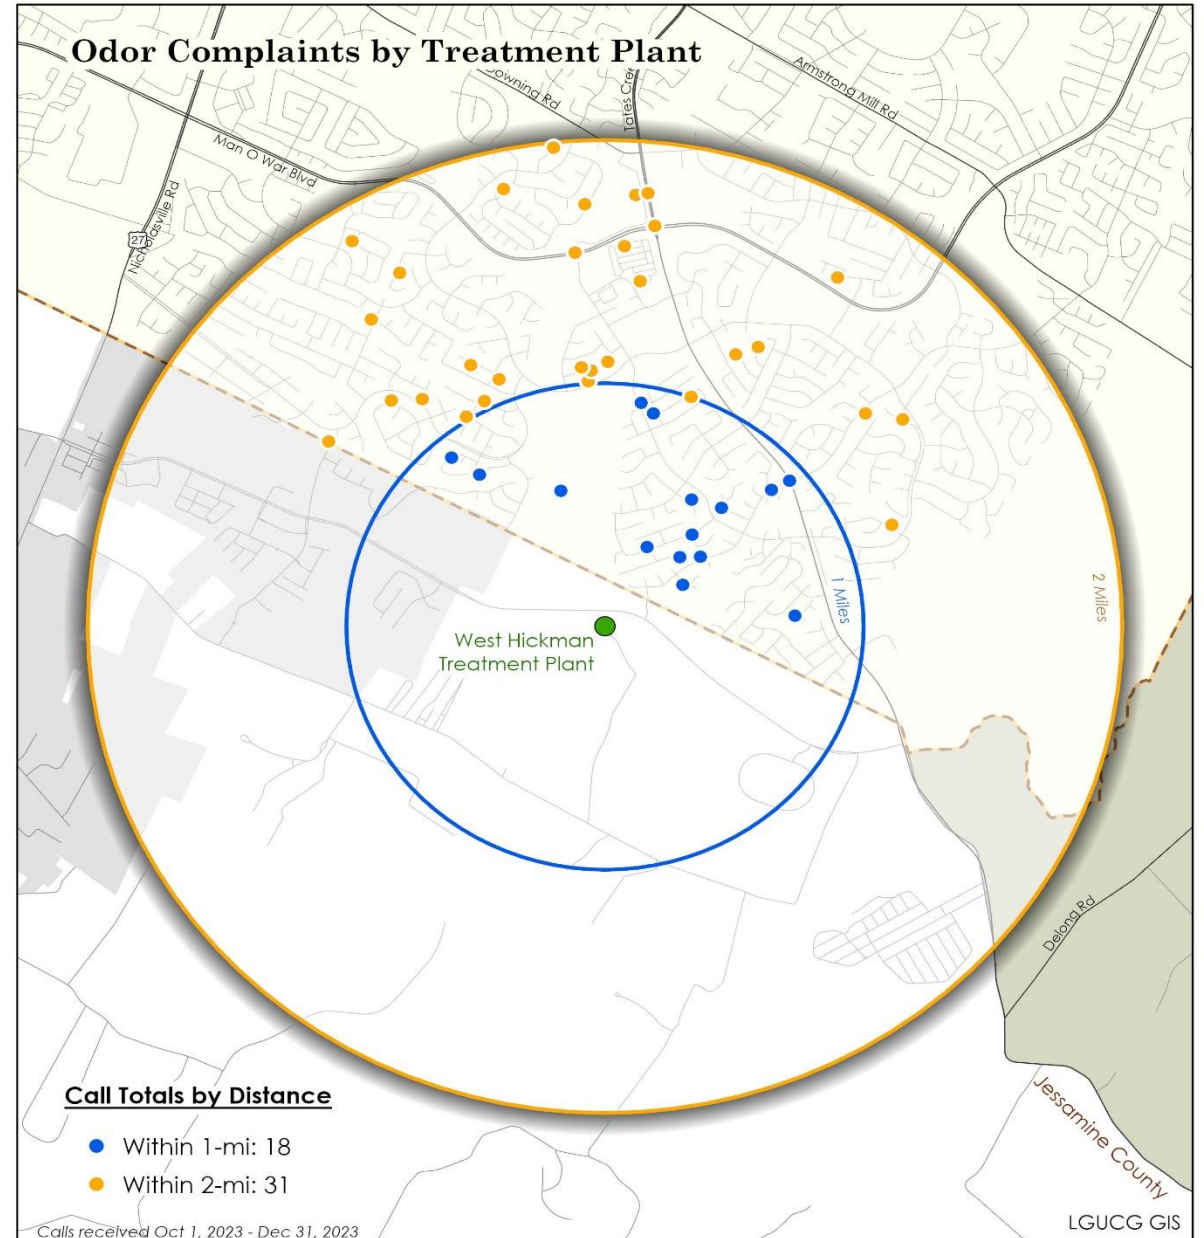 Odor Complaints by Treatment Plant
Downing Rd
Tates Cree
Armstrong Mill Rd
Man O War Blvd
27
Nicholasville Rd
1 Miles
2 Miles
West Hickman
Treatment Plant
Delong Rd
Jessamine County
Call Totals by Distance
Within 1-mi: 18
Within 2-mi: 31
Calls received Oct 1, 2023 - Dec 31, 2023
LGUCG GIS